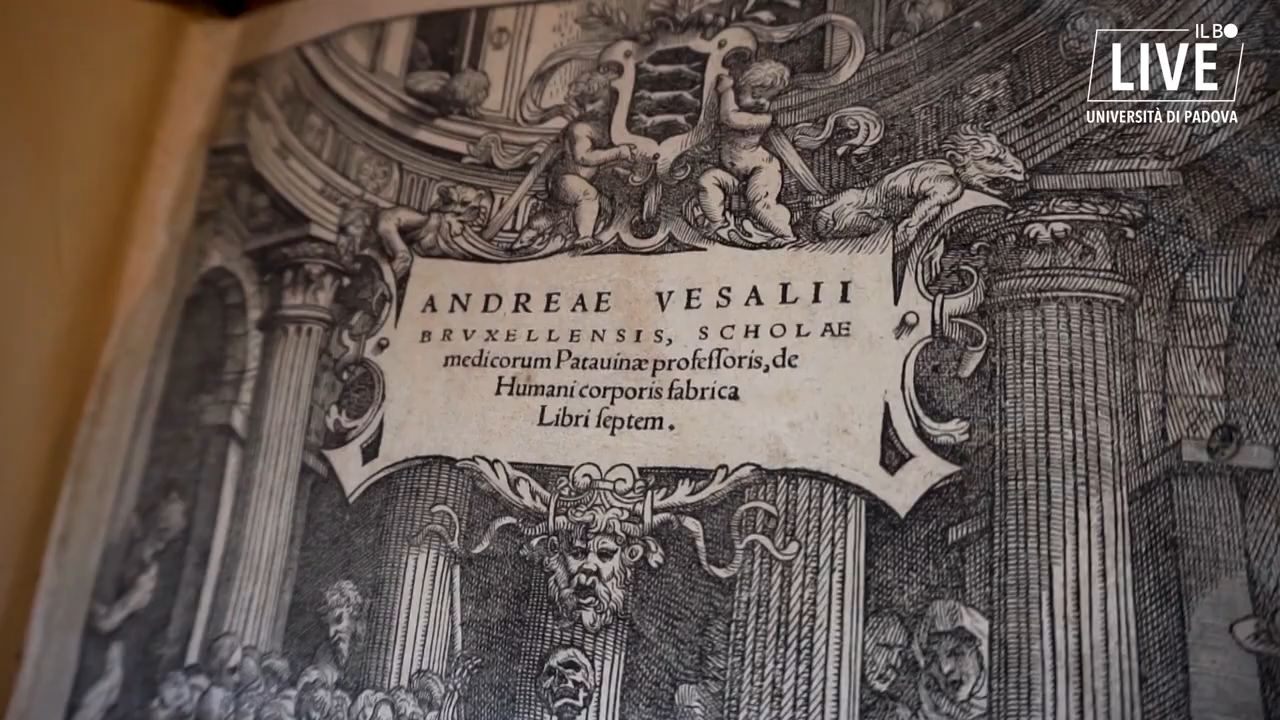 IL BO
LIVE
UNIVERSITÀ DI PADOVA
ANDREAE VESALII
BRVXELLENSIS, SCHOLAE
medicorum Patauinæ profeſſoris, de
Humani corporis fabrica
Libri ſeptem.